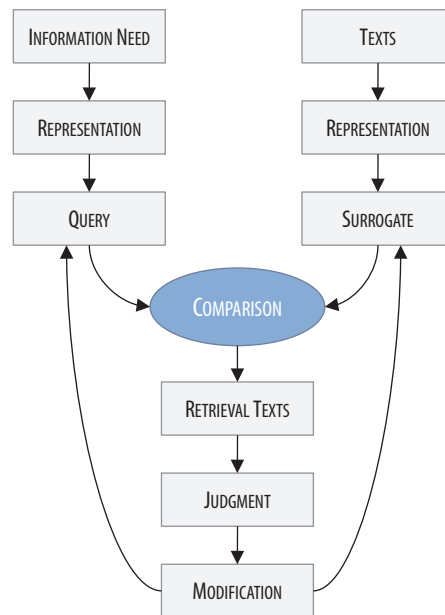 INFORMATION NEED
TEXTS
REPRESENTATION
REPRESENTATION
QUERY
SURROGATE
COMPARISON
RETRIEVAL TEXTS
JUDGMENT
MODIFICATION